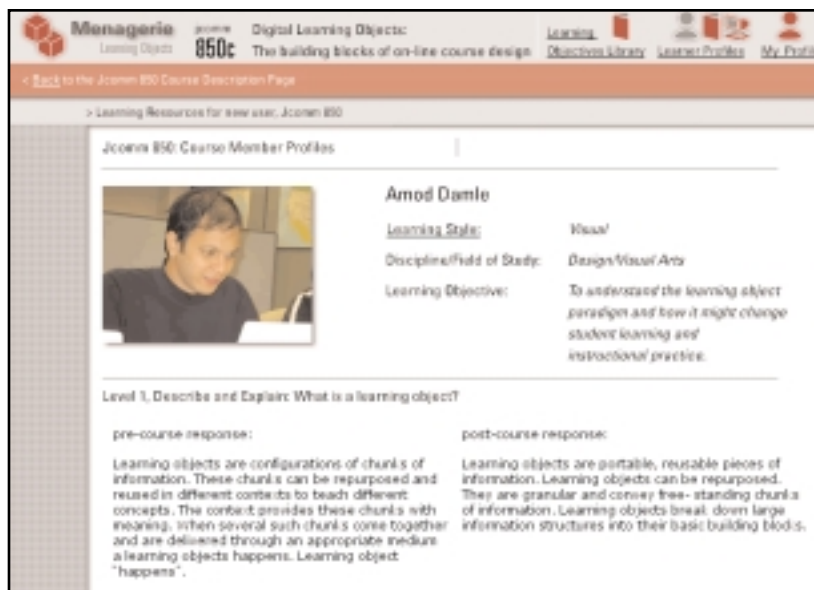 Menagerie
Learning Objects
jcomm
850c
Digital Learning Objects:
The building blocks of on-line course design
Learning
Objectives Library
Learner Profiles
My Profil
< Back to the Jcomm 850 Course Description Page
> Learning Resources for new user, Jcomm 850
Jcomm 850: Course Member Profiles
Amod Damle
Learning Style: Visual
Discipline/Field of Study: Design/Visual Arts
Learning Objective: To understand the learning object
paradigm and how it might change
student learning and
instructional practice.
Level 1, Describe and Explain: What is a learning object?
pre-course response:
Learning objects are configurations of chunks of
information. These chunks can be repurposed and
reused in different contexts to teach different
concepts. The context provides these chunks with
meaning. When several such chunks come together
and are delivered through an appropriate medium
a learning objects happens. Learning object
"happens".
post-course response:
Learning objects are portable, reusable pieces of
information. Learning objects can be repurposed.
They are granular and convey free- standing chunks
of information. Learning objects break down large
information structures into their basic building blocks.